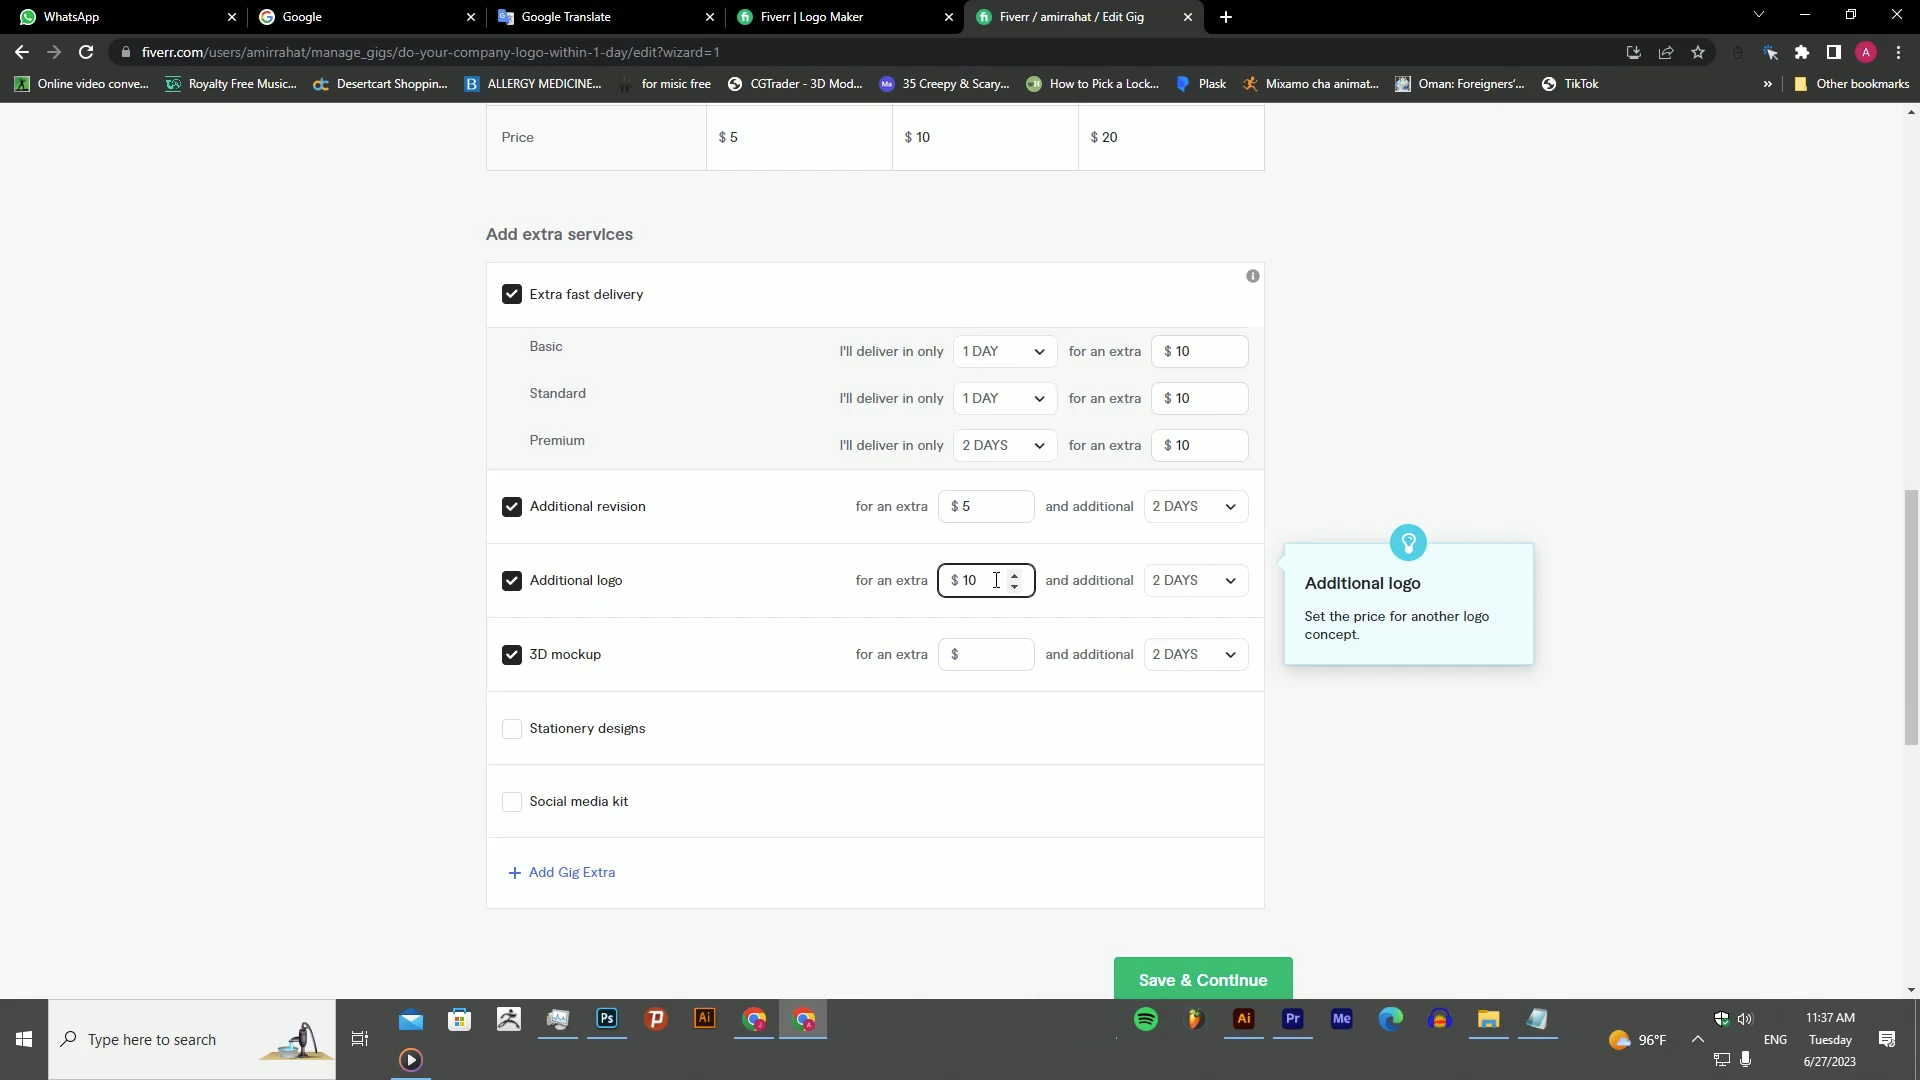 WhatsApp
Google
Google Translate
Fiverr | Logo Maker
Fiverr / amirrahat / Edit Gig
fiverr.com/users/amirrahat/manage_gigs/do-your-company-logo-within-1-day/edit?wizard=1
A
Online video conve...
Royalty Free Music...
Desertcart Shoppin...
ALLERGY MEDICINE...
for misic free
CGTrader - 3D Mod...
35 Creepy & Scary...
How to Pick a Lock...
Plask
Mixamo cha animat...
Oman: Foreigners'...
TikTok
»
Other bookmarks
Price $ 5 $ 10 $ 20
Add extra services
Extra fast delivery
Basic I'll deliver in only 1 DAY for an extra $ 10
Standard I'll deliver in only 1 DAY for an extra $ 10
Premium I'll deliver in only 2 DAYS for an extra $ 10
Additional revision for an extra $ 5 and additional 2 DAYS
Additional logo for an extra $ 10 and additional 2 DAYS
Additional logo
Set the price for another logo
concept.
3D mockup for an extra $ and additional 2 DAYS
Stationery designs
Social media kit
+ Add Gig Extra
Save & Continue
Type here to search
Ps
Ai
Ai
Pr
Me
96°F
ENG
11:37 AM
Tuesday
6/27/2023